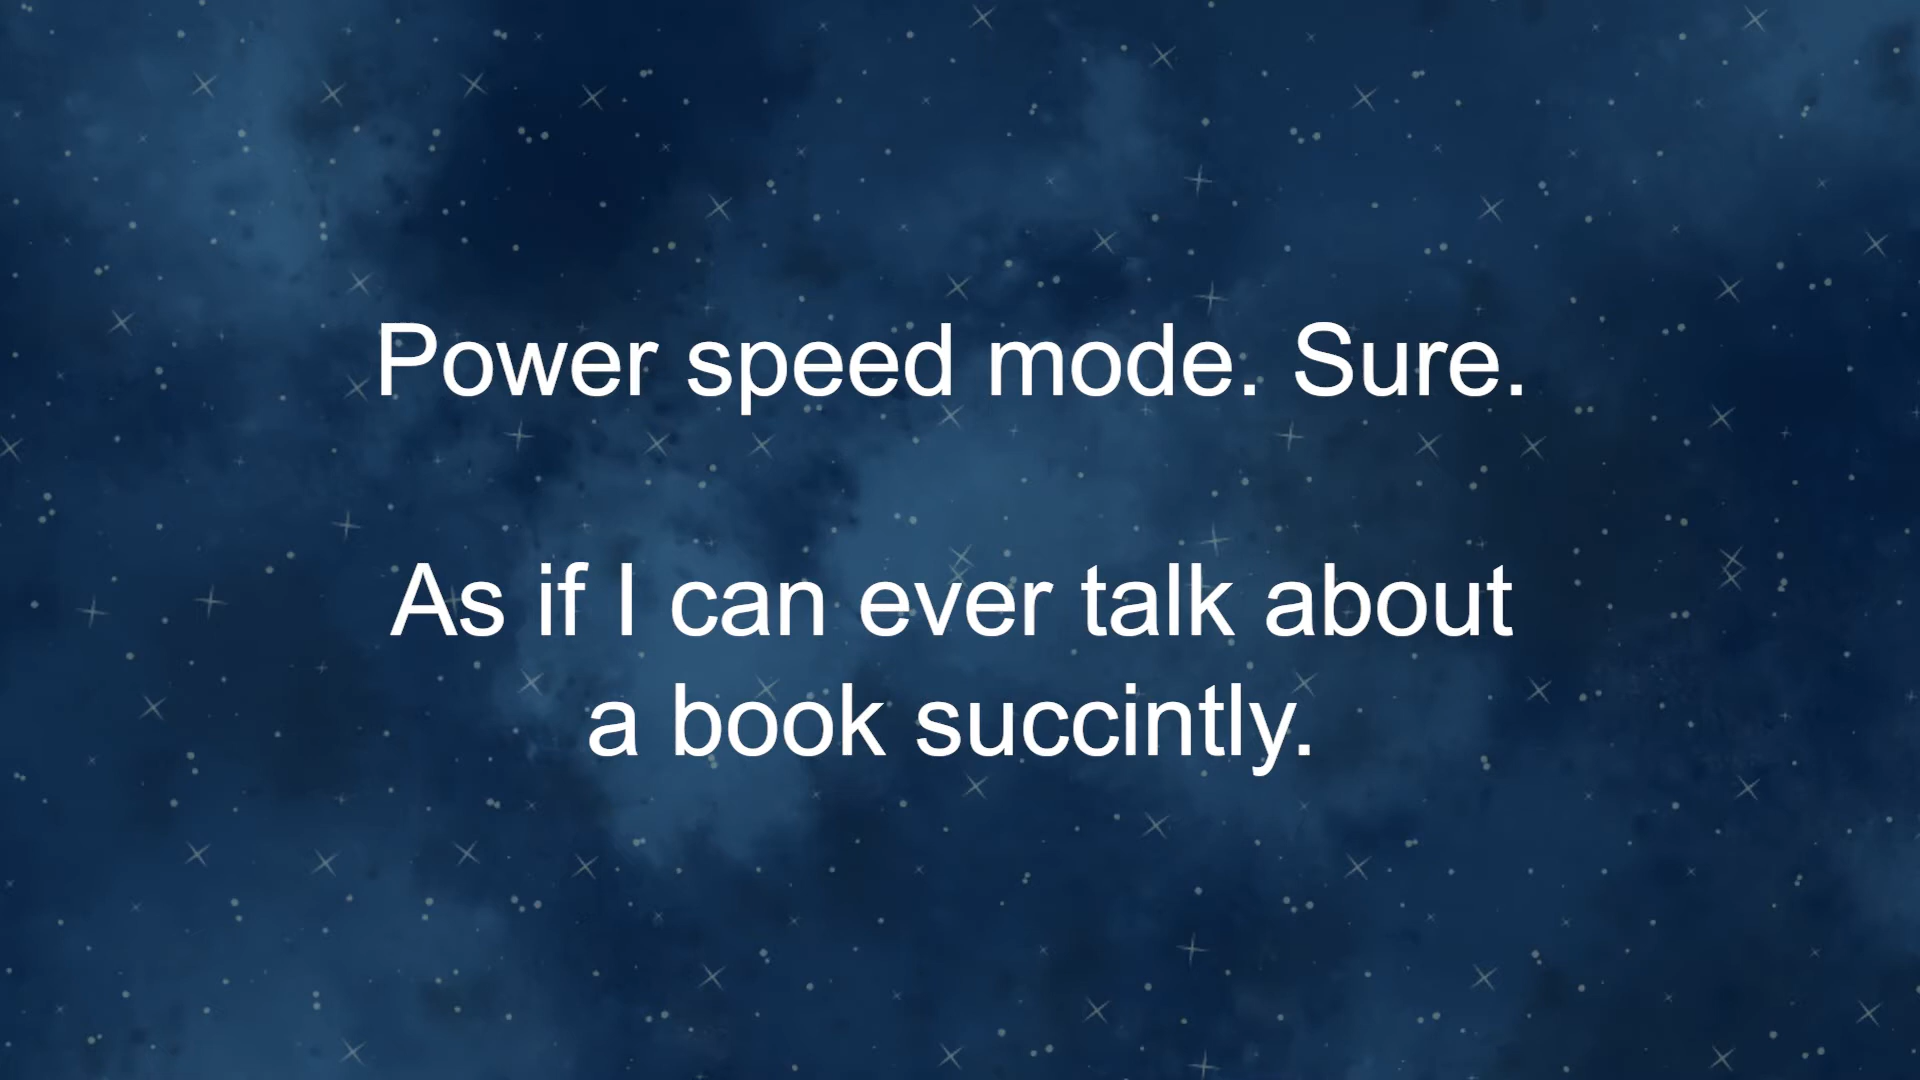 Power speed mode. Sure.
As if I can ever talk about
a book succintly.